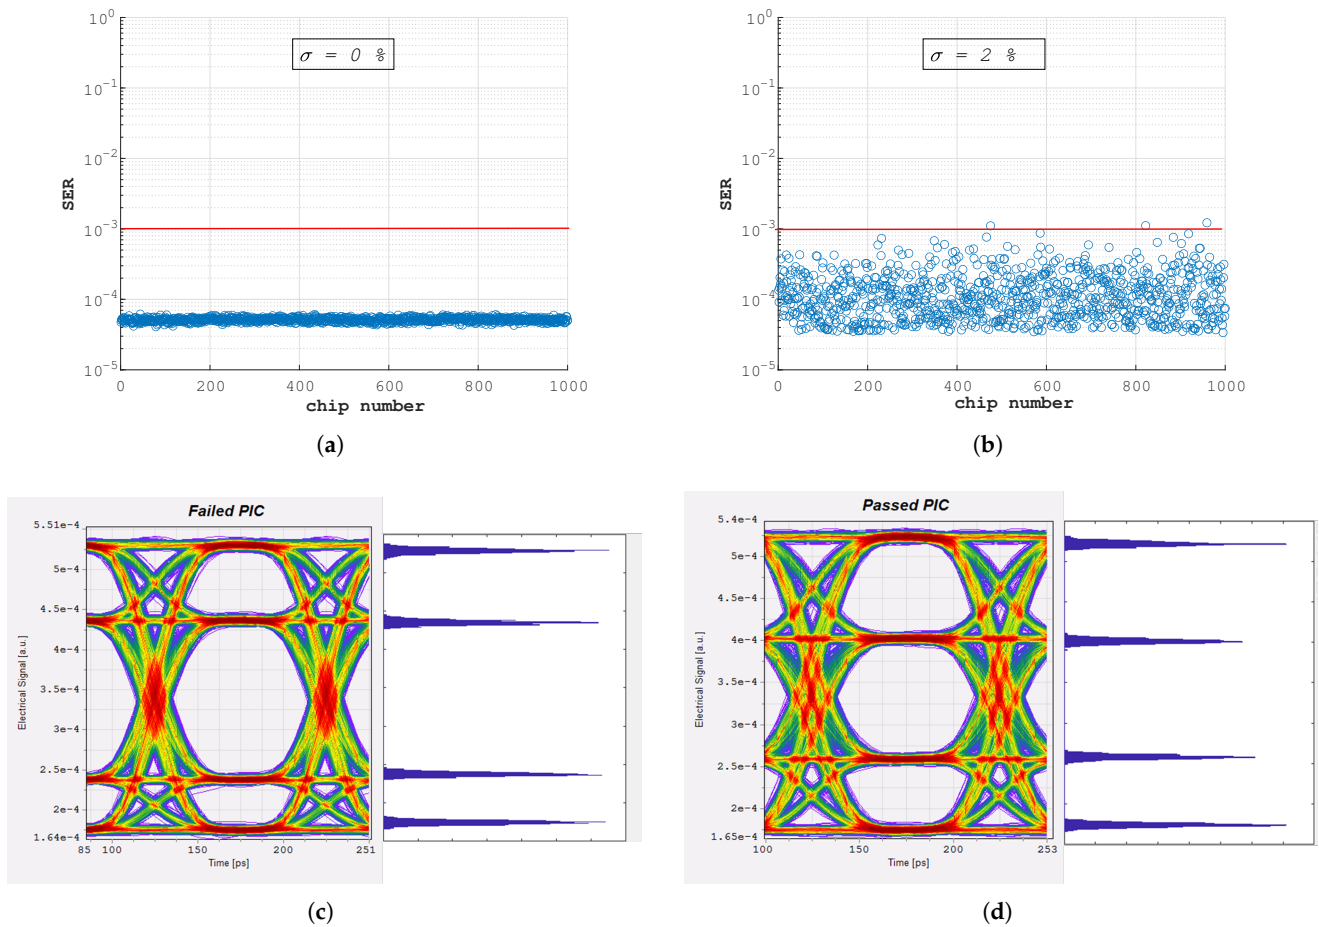 10^0
10^-1
10^-2
10^-3
10^-4
10^-5
SER
σ = 0 %
0 200 400 600 800 1000
chip number
(a)
10^0
10^-1
10^-2
10^-3
10^-4
10^-5
SER
σ = 2 %
0 200 400 600 800 1000
chip number
(b)
Failed PIC
5.51e-4
5e-4
4.5e-4
4e-4
3.5e-4
3e-4
2.5e-4
2e-4
1.64e-4
Electrical Signal [a.u.]
85 100 150 200 251
Time [ps]
(c)
Passed PIC
5.4e-4
5e-4
4.5e-4
4e-4
3.5e-4
3e-4
2.5e-4
2e-4
1.65e-4
Electrical Signal [a.u.]
100 150 200 253
Time [ps]
(d)